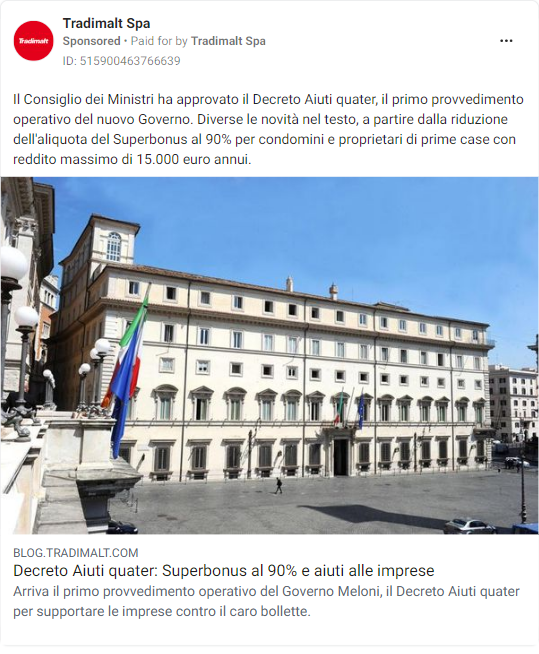 Tradimalt Spa
Sponsored • Paid for by Tradimalt Spa
ID: 515900463766639
Tradimalt
Il Consiglio dei Ministri ha approvato il Decreto Aiuti quater, il primo provvedimento
operativo del nuovo Governo. Diverse le novità nel testo, a partire dalla riduzione
dell'aliquota del Superbonus al 90% per condomini e proprietari di prime case con
reddito massimo di 15.000 euro annui.
BLOG.TRADIMALT.COM
Decreto Aiuti quater: Superbonus al 90% e aiuti alle imprese
Arriva il primo provvedimento operativo del Governo Meloni, il Decreto Aiuti quater
per supportare le imprese contro il caro bollette.